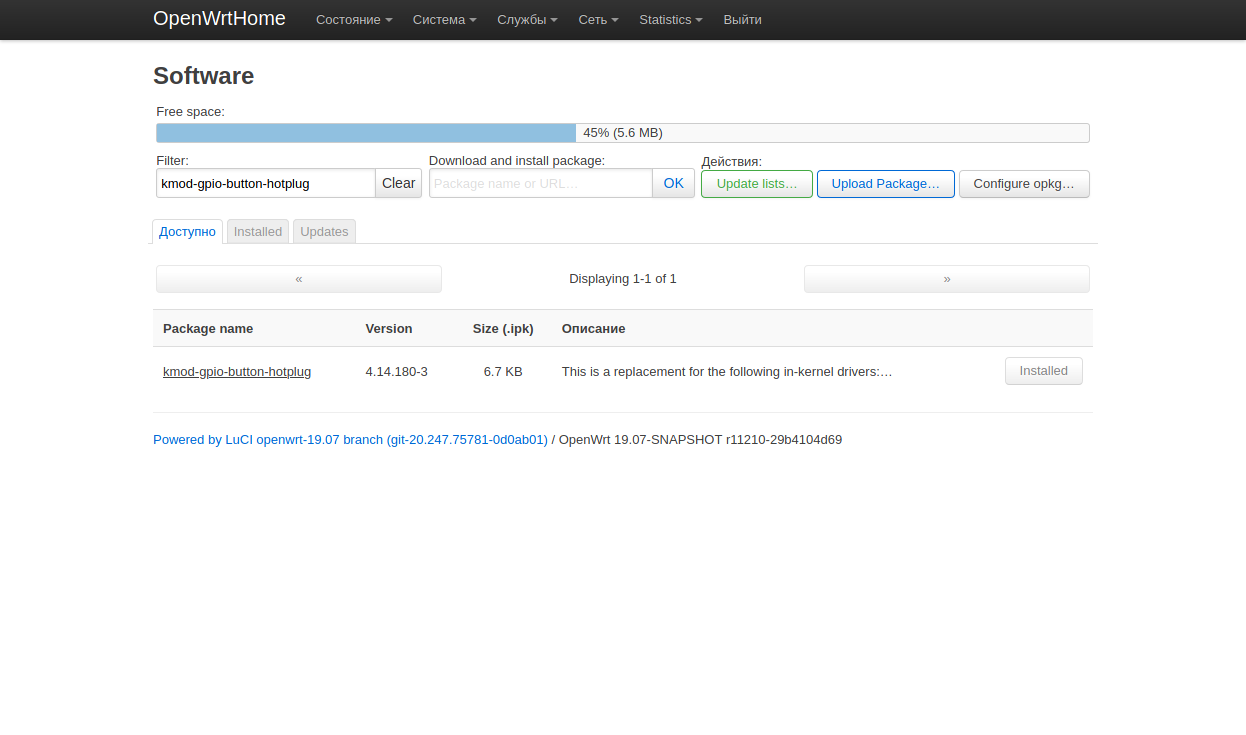 OpenWrtHome Состояние Система Службы Сеть Statistics Выйти
Software
Free space:
45% (5.6 MB)
Filter: Download and install package: Действия:
kmod-gpio-button-hotplug Clear Package name or URL… OK Update lists… Upload Package… Configure opkg…
Доступно Installed Updates
« Displaying 1-1 of 1 »
Package name Version Size (.ipk) Описание
kmod-gpio-button-hotplug 4.14.180-3 6.7 KB This is a replacement for the following in-kernel drivers:… Installed
Powered by LuCI openwrt-19.07 branch (git-20.247.75781-0d0ab01) / OpenWrt 19.07-SNAPSHOT r11210-29b4104d69